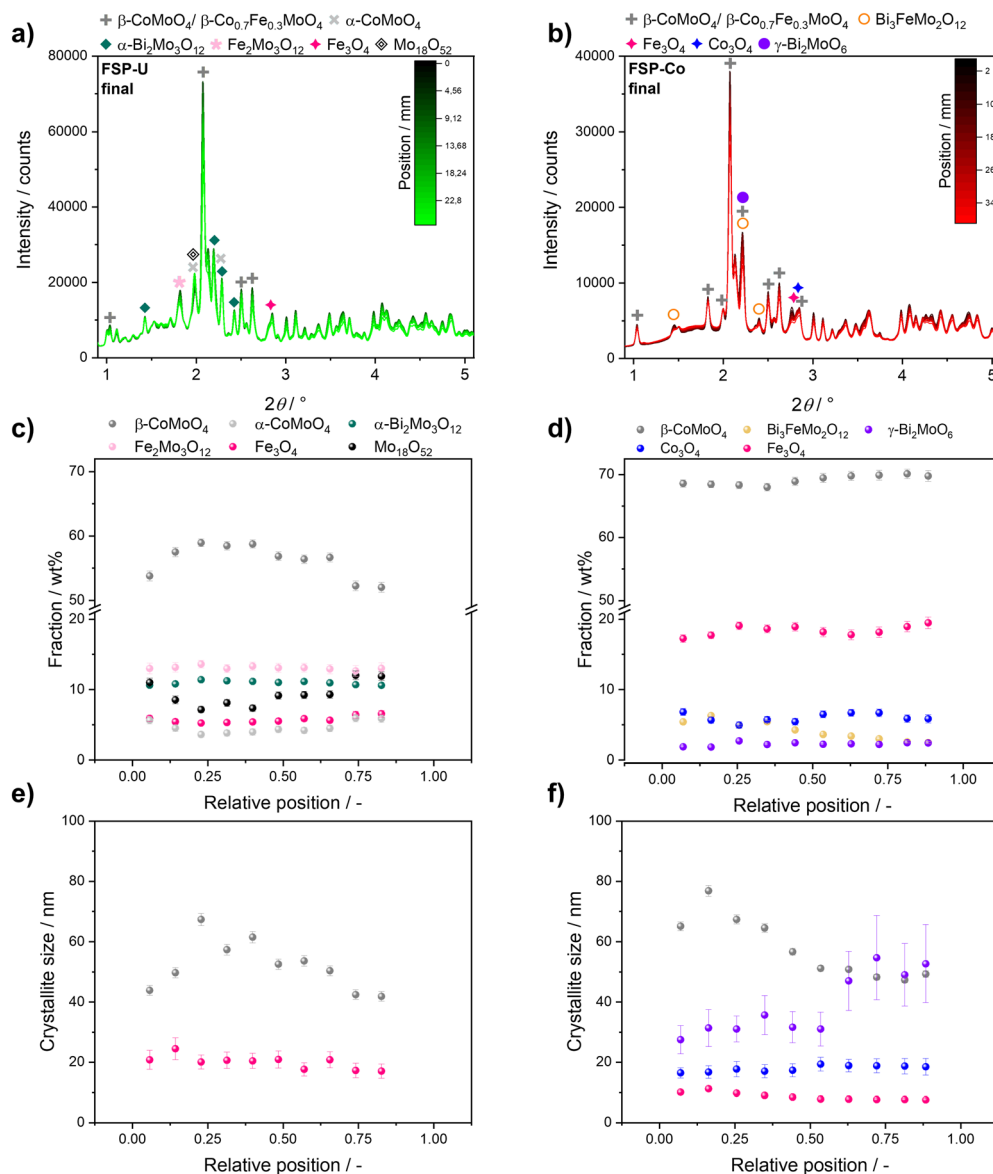 a)
β-CoMoO₄/ β-Co₀.₇Fe₀.₃MoO₄ α-CoMoO₄
α-Bi₂Mo₃O₁₂ Fe₂Mo₃O₁₂ Fe₃O₄ Mo₁₈O₅₂
FSP-U
final
80000
60000
40000
20000
0
Intensity / counts
Position / mm
0
4,56
9,12
13,68
18,24
22,8
1 2 3 4 5
2θ / °
b)
β-CoMoO₄/ β-Co₀.₇Fe₀.₃MoO₄ Bi₃FeMo₂O₁₂
Fe₃O₄ Co₃O₄ γ-Bi₂MoO₆
FSP-Co
final
40000
30000
20000
10000
0
Intensity / counts
Position / mm
2
10
18
26
34
1 2 3 4 5
2θ / °
c)
β-CoMoO₄ α-CoMoO₄ α-Bi₂Mo₃O₁₂
Fe₂Mo₃O₁₂ Fe₃O₄ Mo₁₈O₅₂
70
60
50
20
10
0
Fraction / wt%
0.00 0.25 0.50 0.75 1.00
Relative position / -
d)
β-CoMoO₄ Bi₃FeMo₂O₁₂ γ-Bi₂MoO₆
Co₃O₄ Fe₃O₄
70
60
50
20
10
0
Fraction / wt%
0.00 0.25 0.50 0.75 1.00
Relative position / -
e)
100
80
60
40
20
0
Crystallite size / nm
0.00 0.25 0.50 0.75 1.00
Relative position / -
f)
100
80
60
40
20
0
Crystallite size / nm
0.00 0.25 0.50 0.75 1.00
Relative position / -